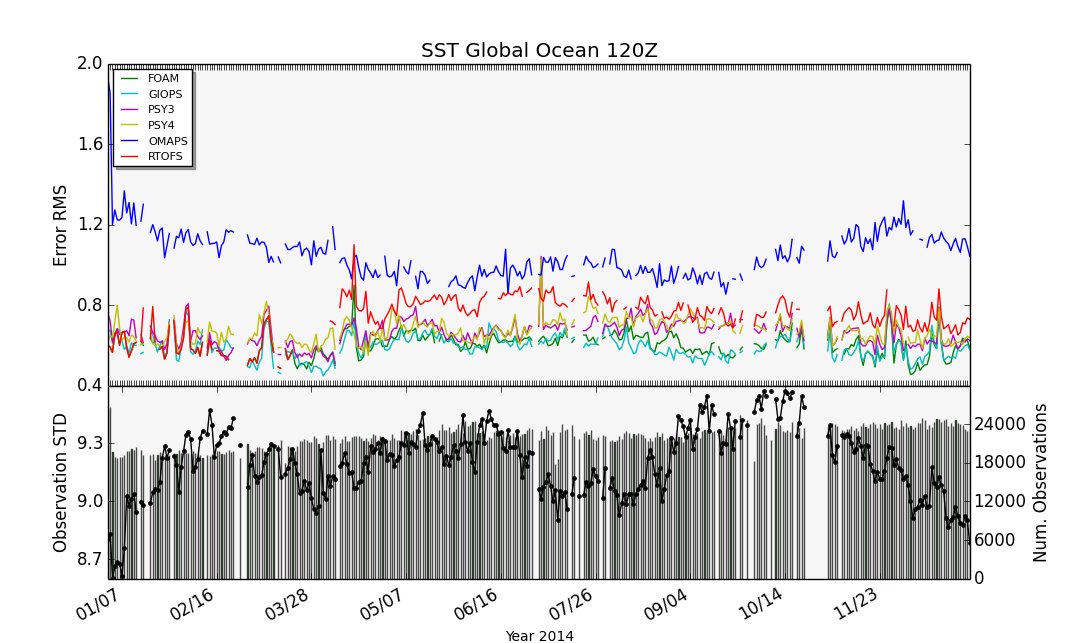 SST Global Ocean 120Z
2.0
1.6
1.2
0.8
0.4
Error RMS
FOAM
GIOPS
PSY3
PSY4
OMAPS
RTOFS
9.3
9.0
8.7
Observation STD
24000
18000
12000
6000
0
Num. Observations
01/07 02/16 03/28 05/07 06/16 07/26 09/04 10/14 11/23
Year 2014